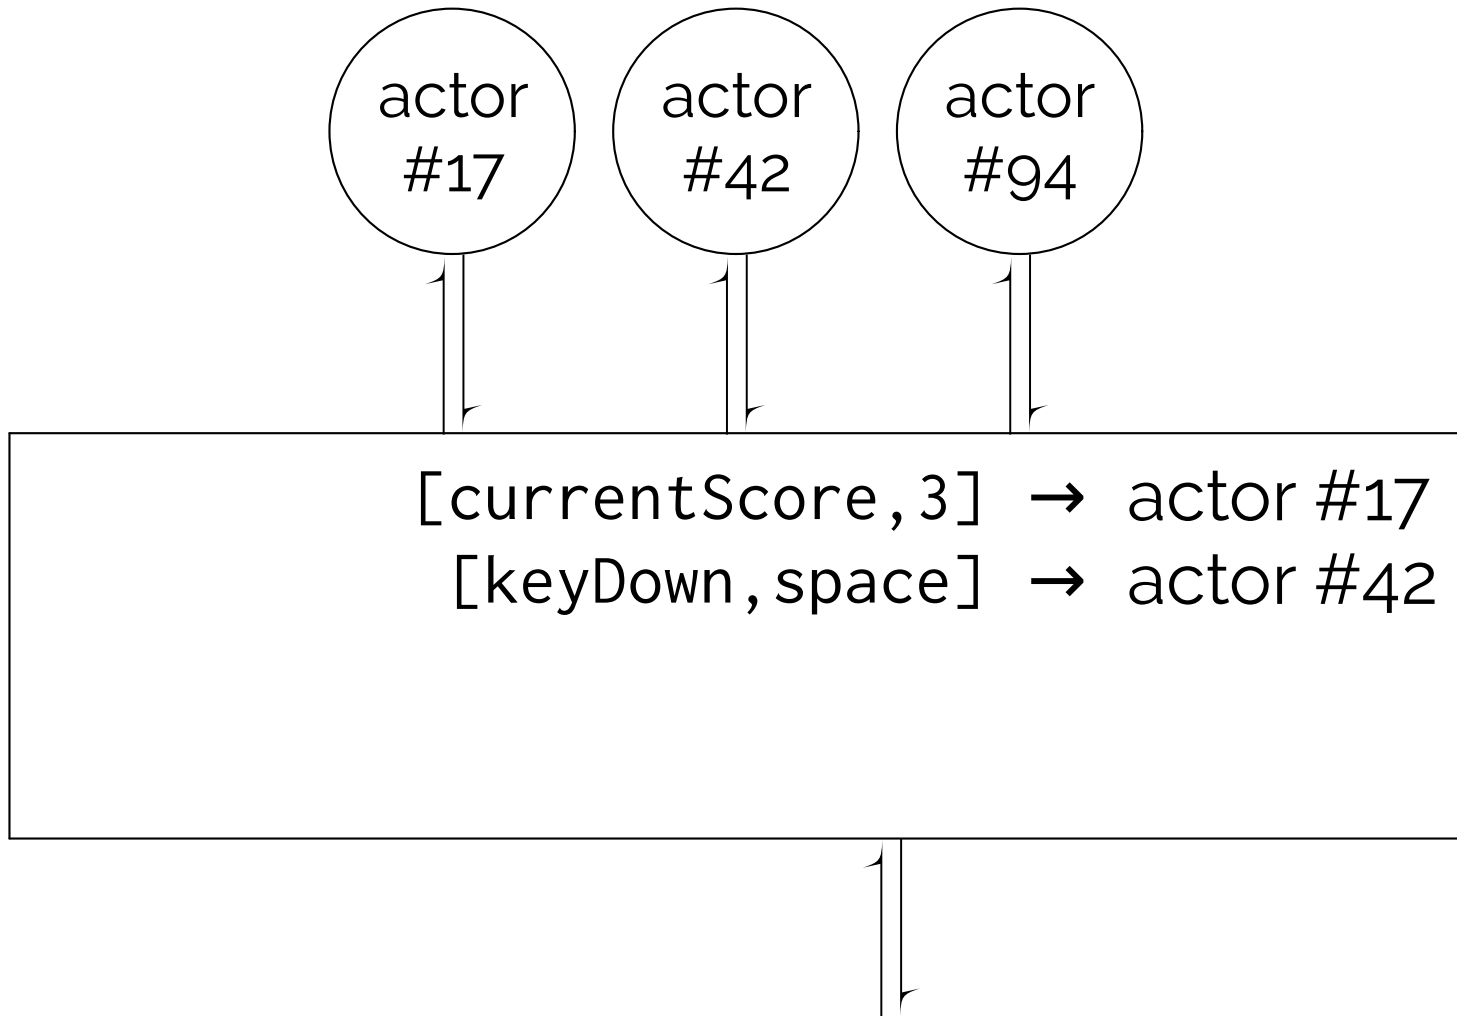 actor
#17
actor
#42
actor
#94
[currentScore,3] → actor #17
[keyDown,space] → actor #42